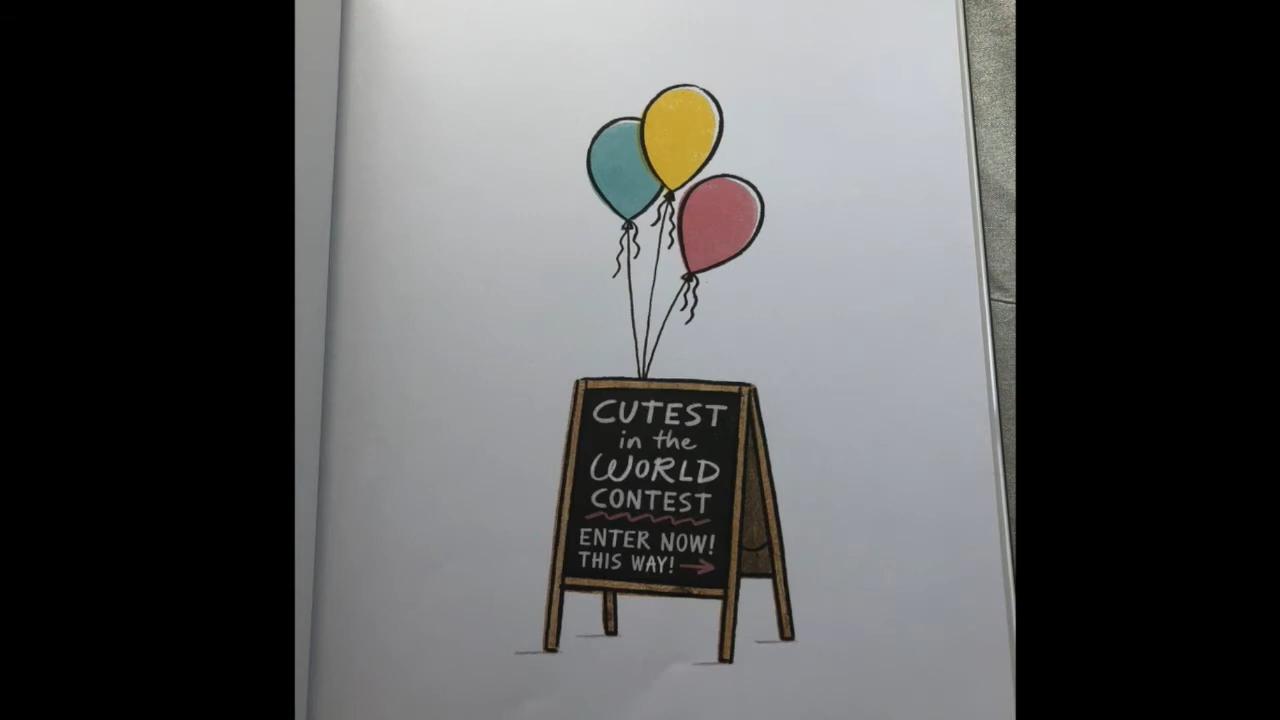 CUTEST
in the
WORLD
CONTEST
ENTER NOW!
THIS WAY!